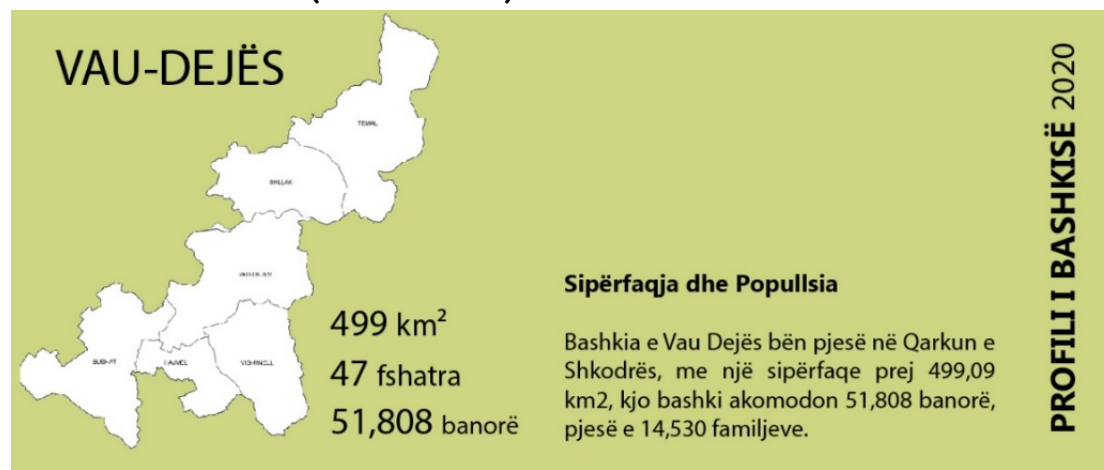 VAU-DEJËS
TEMAL
SHLLAK
BUSHAT
HAJMEL
499 km²
47 fshatra
51,808 banorë
Sipërfaqja dhe Popullsia
Bashkia e Vau Dejës bën pjesë në Qarkun e
Shkodrës, me një sipërfaqe prej 499,09
km2, kjo bashki akomodon 51,808 banorë,
pjesë e 14,530 familjeve.
PROFILI I BASHKISË 2020